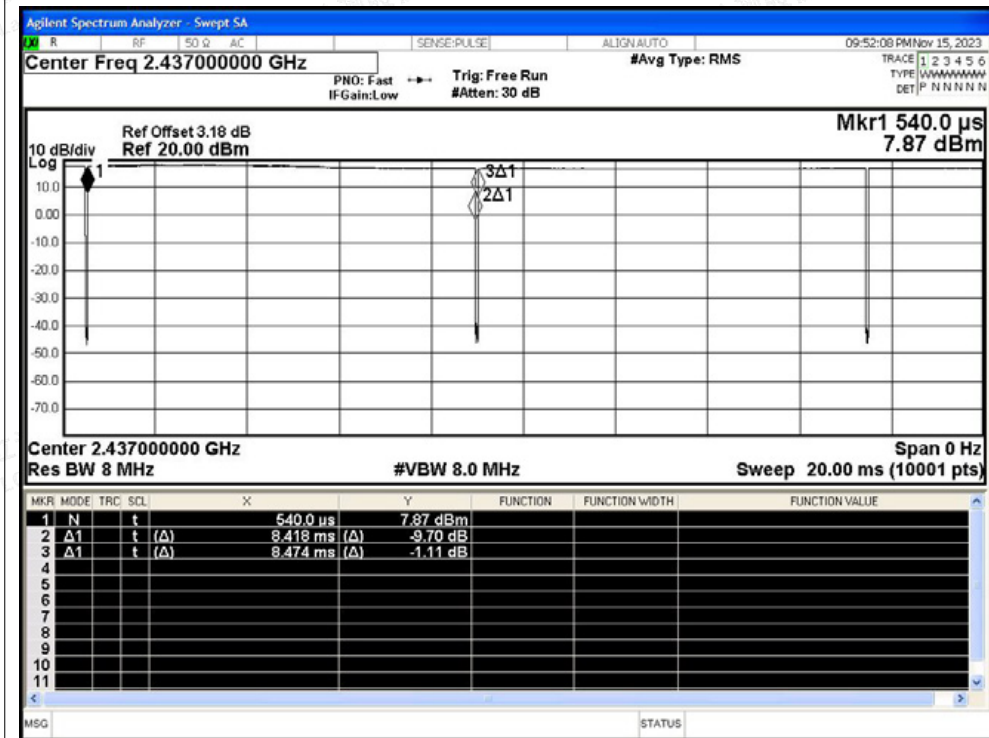 Agilent Spectrum Analyzer - Swept SA
R RF 50 Ω AC SENSE:PULSE ALIGN AUTO 09:52:08 PM Nov 15, 2023
Center Freq 2.437000000 GHz #Avg Type: RMS TRACE 1 2 3 4 5 6
PNO: Fast Trig: Free Run TYPE WWWWWWW
IFGain:Low #Atten: 30 dB DET P N N N N N
Mkr1 540.0 µs
Ref Offset 3.18 dB
10 dB/div Ref 20.00 dBm 7.87 dBm
Log
1 3Δ1
10.0
2Δ1
0.00
-10.0
-20.0
-30.0
-40.0
-50.0
-60.0
-70.0
Center 2.437000000 GHz Span 0 Hz
Res BW 8 MHz #VBW 8.0 MHz Sweep 20.00 ms (10001 pts)
MKR MODE TRC SCL X Y FUNCTION FUNCTION WIDTH FUNCTION VALUE
1 N t 540.0 µs 7.87 dBm
2 Δ1 t (Δ) 8.418 ms (Δ) -9.70 dB
3 Δ1 t (Δ) 8.474 ms (Δ) -1.11 dB
4
5
6
7
8
9
10
11
MSG STATUS